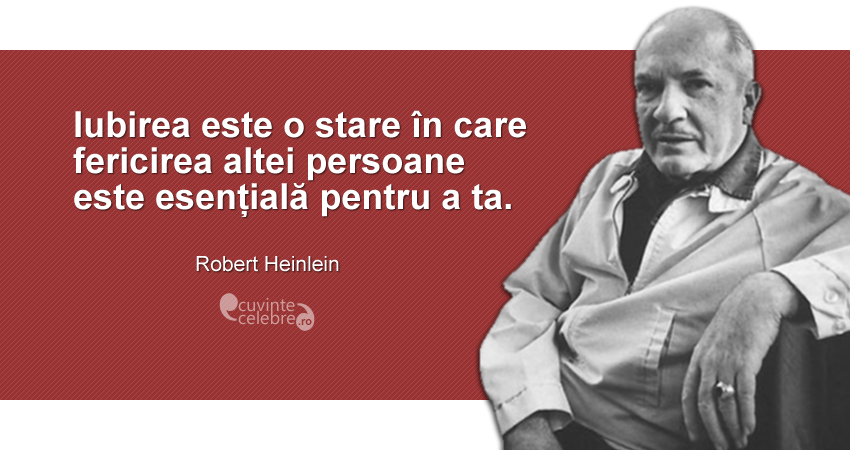 Iubirea este o stare în care
fericirea altei persoane
este esențială pentru a ta.
Robert Heinlein
cuvinte
celebre.ro